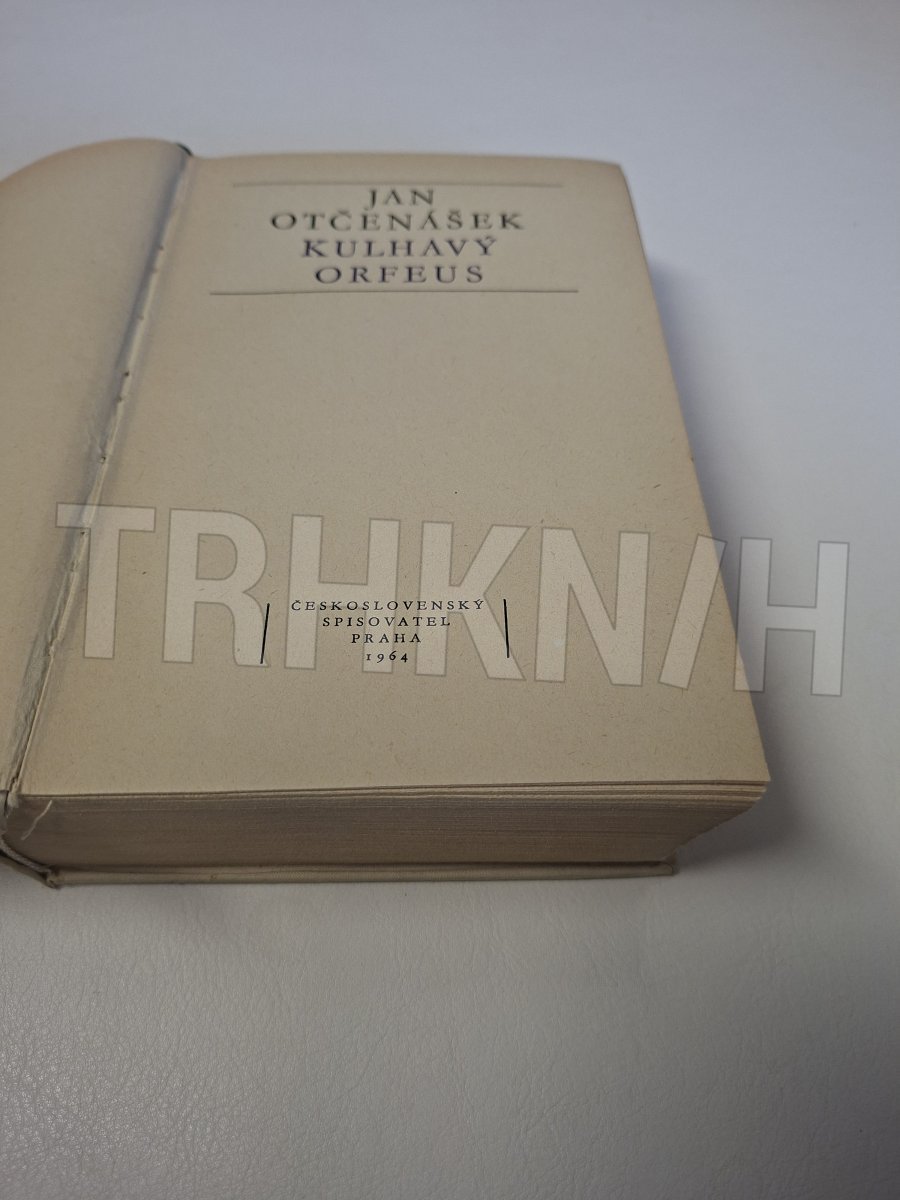 JAN
OTČENÁŠEK
KULHAVÝ
ORFEUS
TRHKNIH
ČESKOSLOVENSKÝ
SPISOVATEL
PRAHA
1964